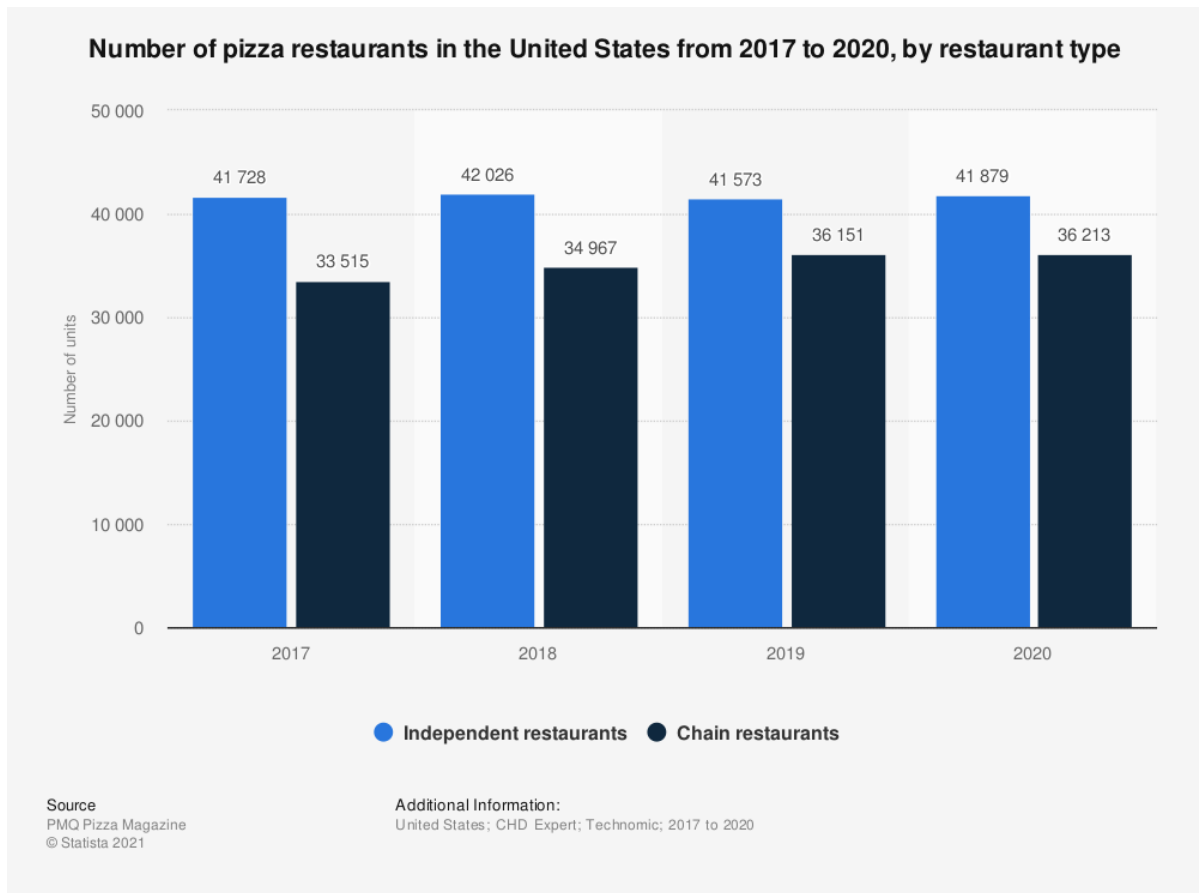 Number of pizza restaurants in the United States from 2017 to 2020, by restaurant type
50 000
40 000
30 000
20 000
10 000
0
Number of units
41 728
33 515
42 026
34 967
41 573
36 151
41 879
36 213
2017
2018
2019
2020
Independent restaurants
Chain restaurants
Source
PMQ Pizza Magazine
© Statista 2021
Additional Information:
United States; CHD Expert; Technomic; 2017 to 2020